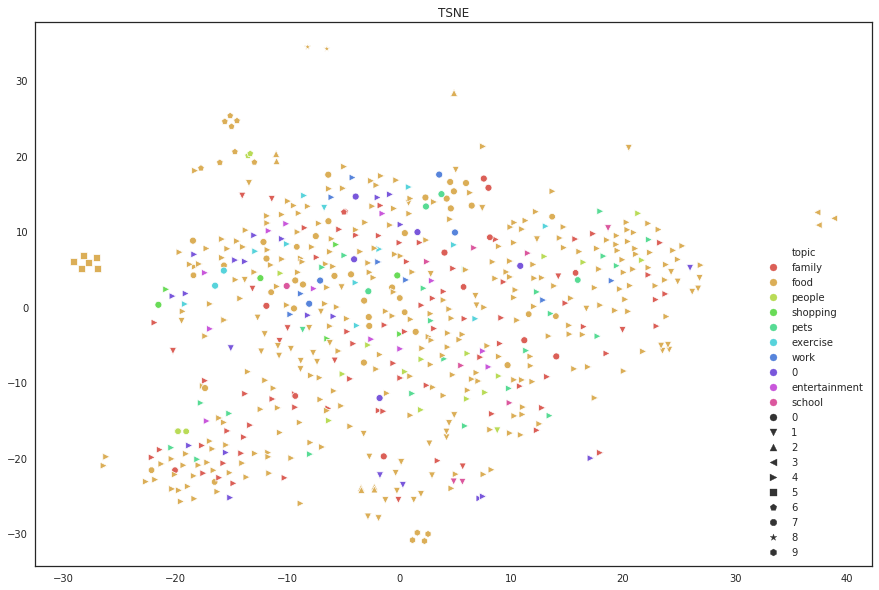 TSNE
30
20
10
0
−10
−20
−30
−30
−20
−10
0
10
20
30
40
topic
family
food
people
shopping
pets
exercise
work
0
entertainment
school
0
1
2
3
4
5
6
7
8
9